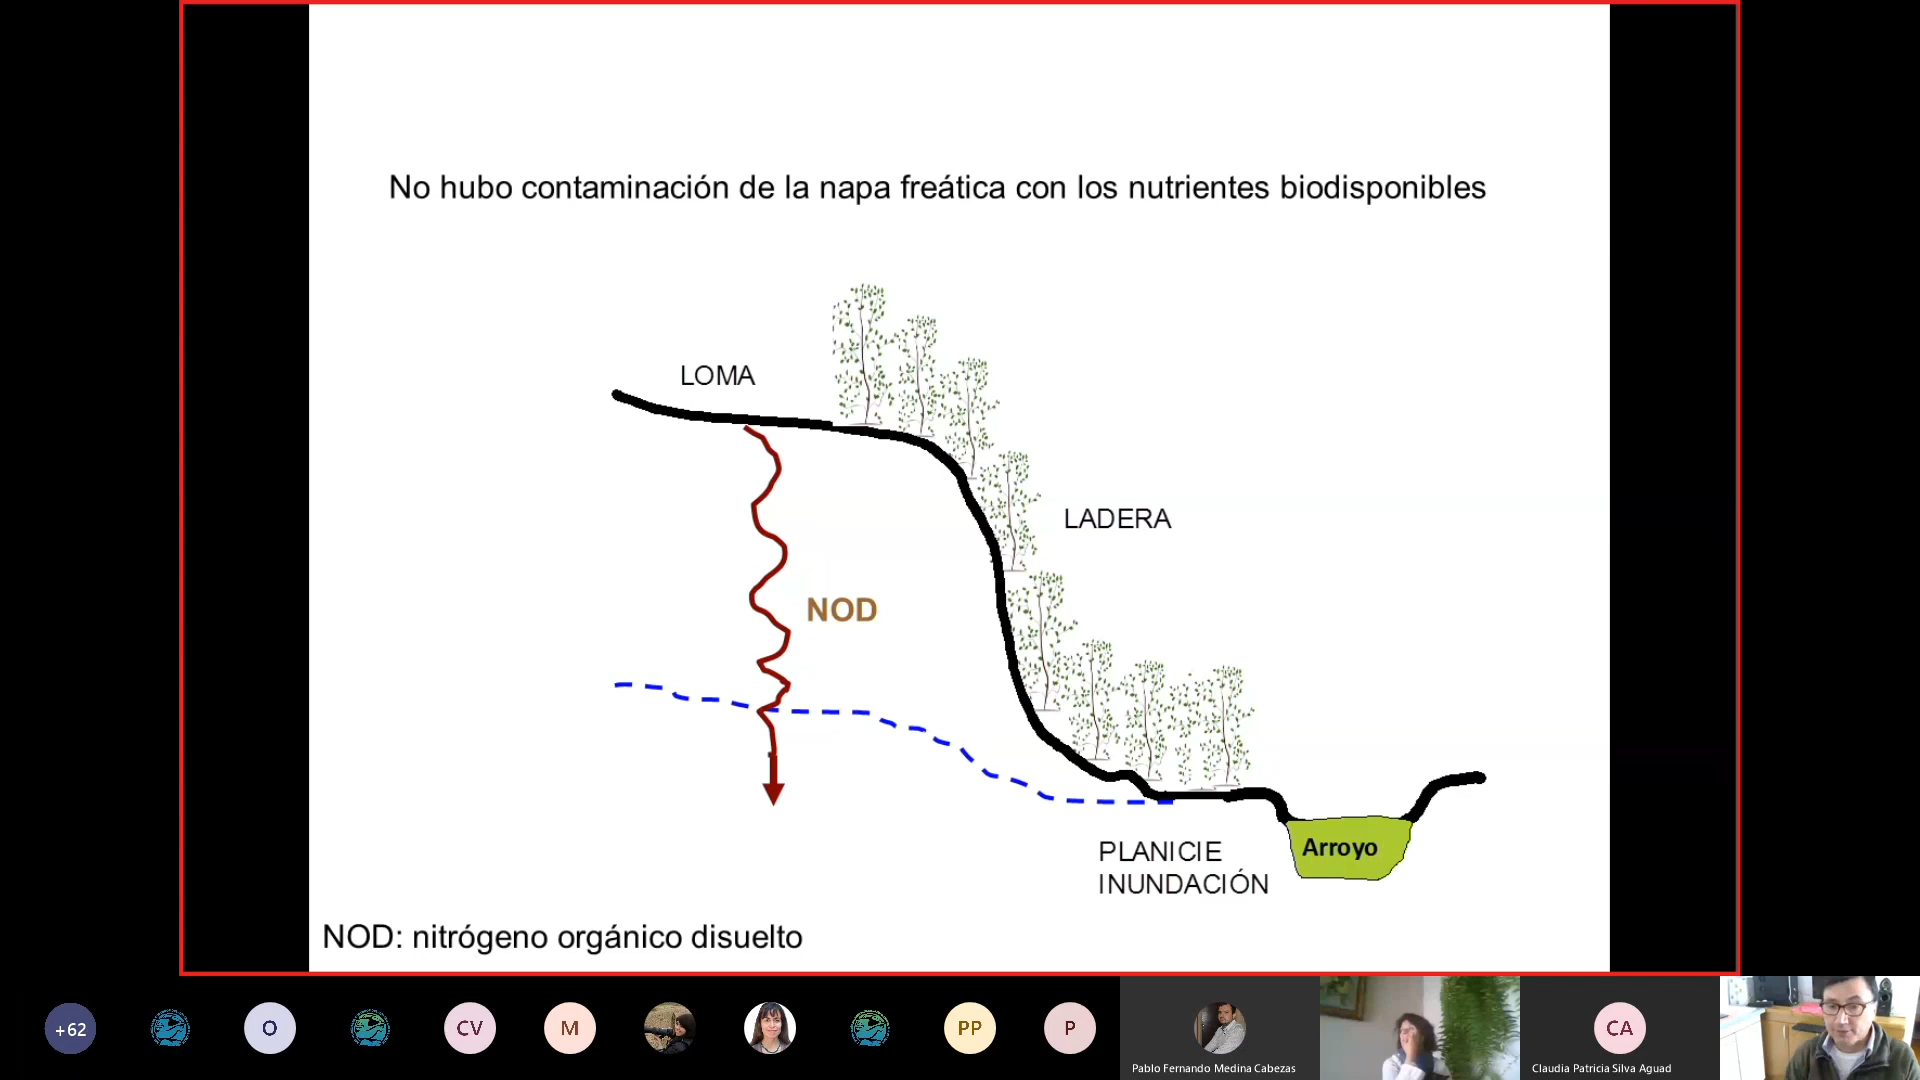 No hubo contaminación de la napa freática con los nutrientes biodisponibles
LOMA
LADERA
NOD
PLANICIE
INUNDACIÓN
Arroyo
NOD: nitrógeno orgánico disuelto
+62
O
CV
M
PP
P
Pablo Fernando Medina Cabezas
CA
Claudia Patricia Silva Aguad